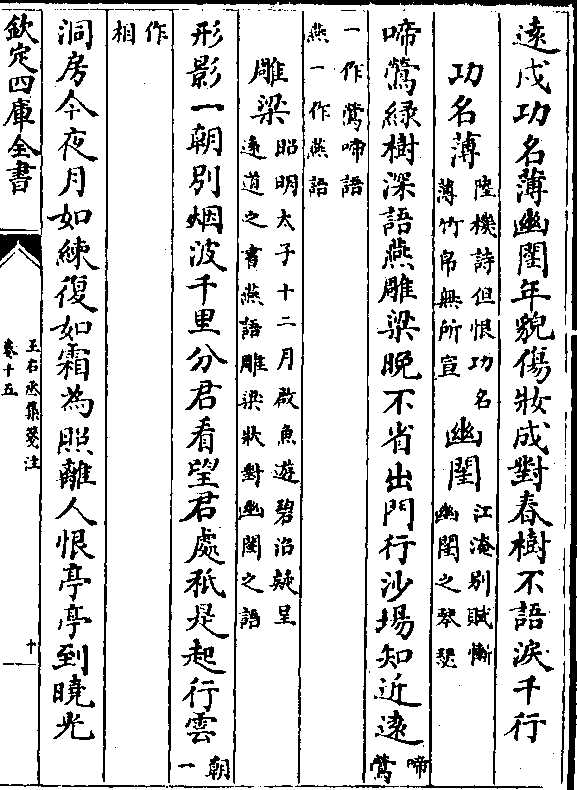 遠戍功名薄幽閨年貌傷妝成對春樹不語淚千行
功名薄
陸機詩但恨功名
薄竹帛無所宣
幽閨
江淹別賦慚
幽閨之琴瑟
啼鶯綠樹深語燕雕梁晚不省出門行沙場知近遠
啼
鶯
一作鶯啼語
燕一作燕語
雕梁
昭明太子十二月啟魚遊碧沼疑呈
遠道之書燕語雕梁狀對幽閨之語
形影一朝別烟波千里分君看望君處秪是起行雲
朝
一
作
相
洞房今夜月如練復如霜為照離人恨亭亭到曉光
欽定四庫全書
王右丞集箋注
卷十五
十